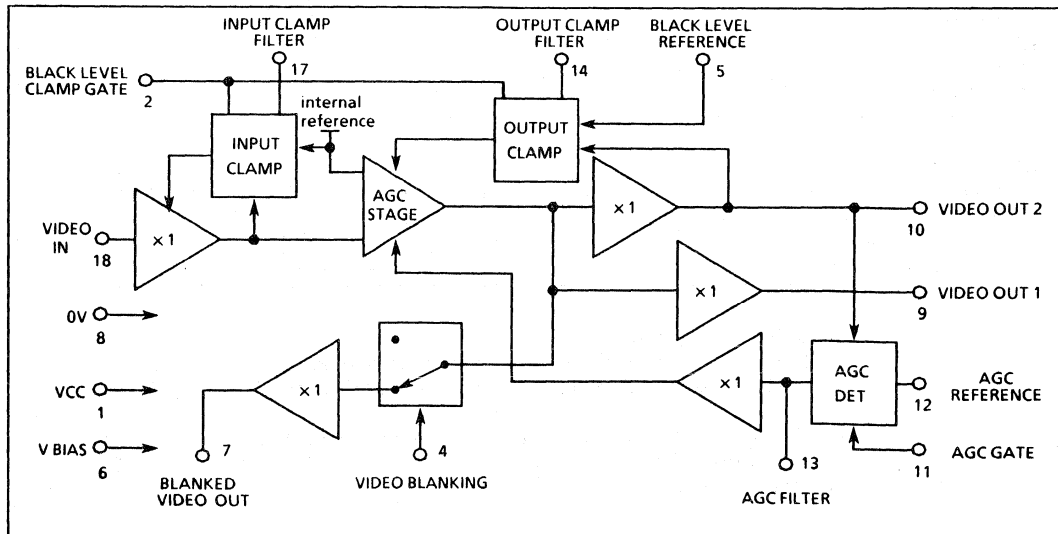 INPUT CLAMP
FILTER
17
OUTPUT CLAMP
FILTER
14
BLACK LEVEL
REFERENCE
5
BLACK LEVEL
CLAMP GATE
2
internal
reference
INPUT
CLAMP
OUTPUT
CLAMP
AGC
STAGE
VIDEO
IN
18
×1
×1
VIDEO OUT 2
10
×1
VIDEO OUT 1
9
0V
8
VCC
1
V BIAS
6
×1
7
BLANKED
VIDEO OUT
4
VIDEO BLANKING
×1
AGC
DET
12
AGC
REFERENCE
AGC GATE
11
13
AGC FILTER